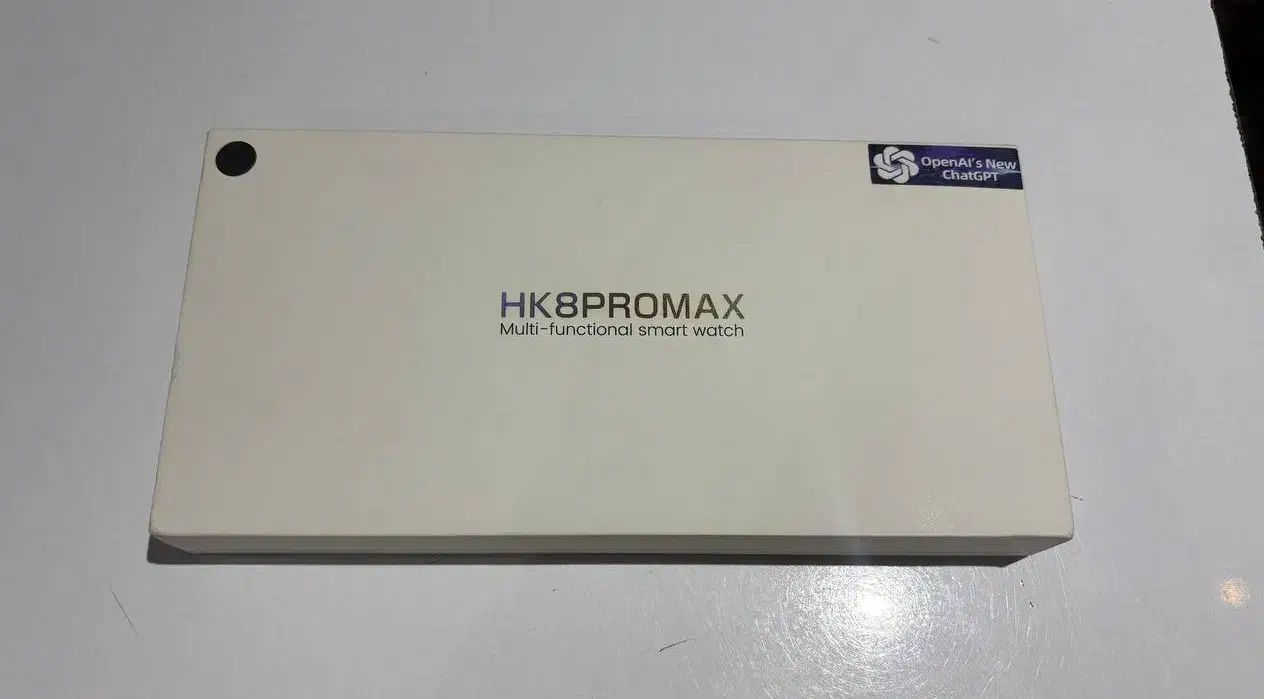 OpenAI's New
ChatGPT
HK8PROMAX
Multi-functional smart watch